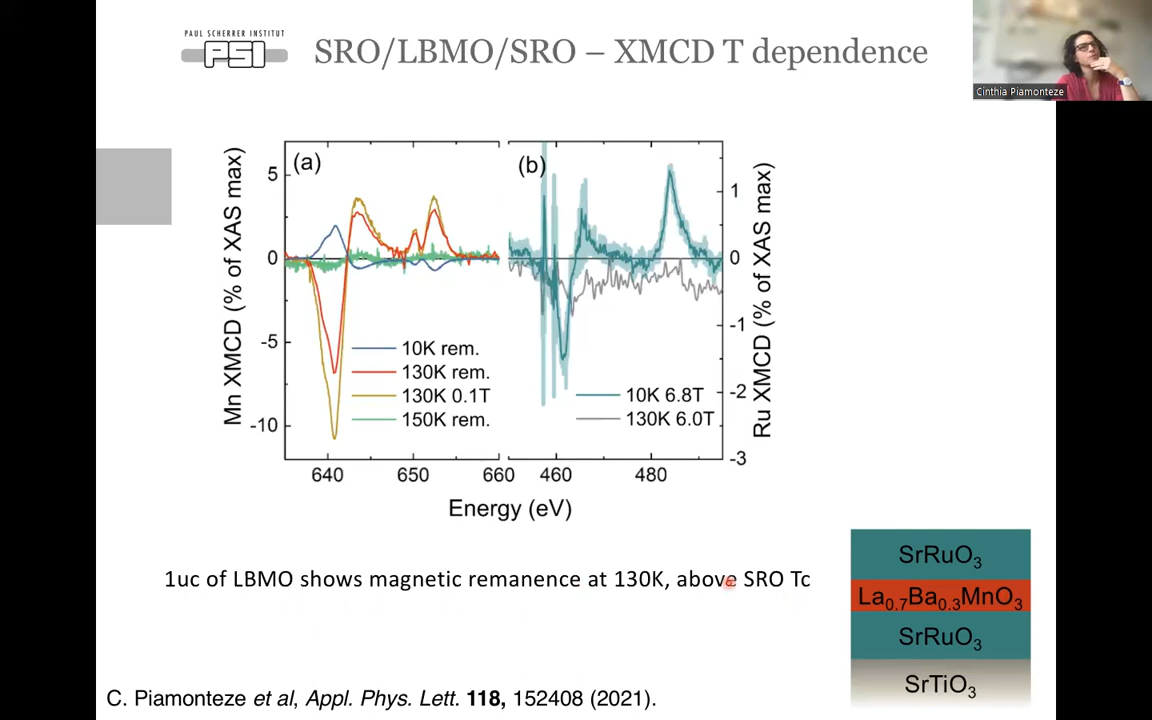 PAUL SCHERRER INSTITUT
PSI
SRO/LBMO/SRO – XMCD T dependence
Cinthia Piamonteze
(a)
(b)
Mn XMCD (% of XAS max)
5
0
-5
-10
10K rem.
130K rem.
130K 0.1T
150K rem.
10K 6.8T
130K 6.0T
1
0
-1
-2
-3
Ru XMCD (% of XAS max)
640 650 660 460 480
Energy (eV)
1uc of LBMO shows magnetic remanence at 130K, above SRO Tc
SrRuO₃
La₀.₇Ba₀.₃MnO₃
SrRuO₃
SrTiO₃
C. Piamonteze et al, Appl. Phys. Lett. 118, 152408 (2021).